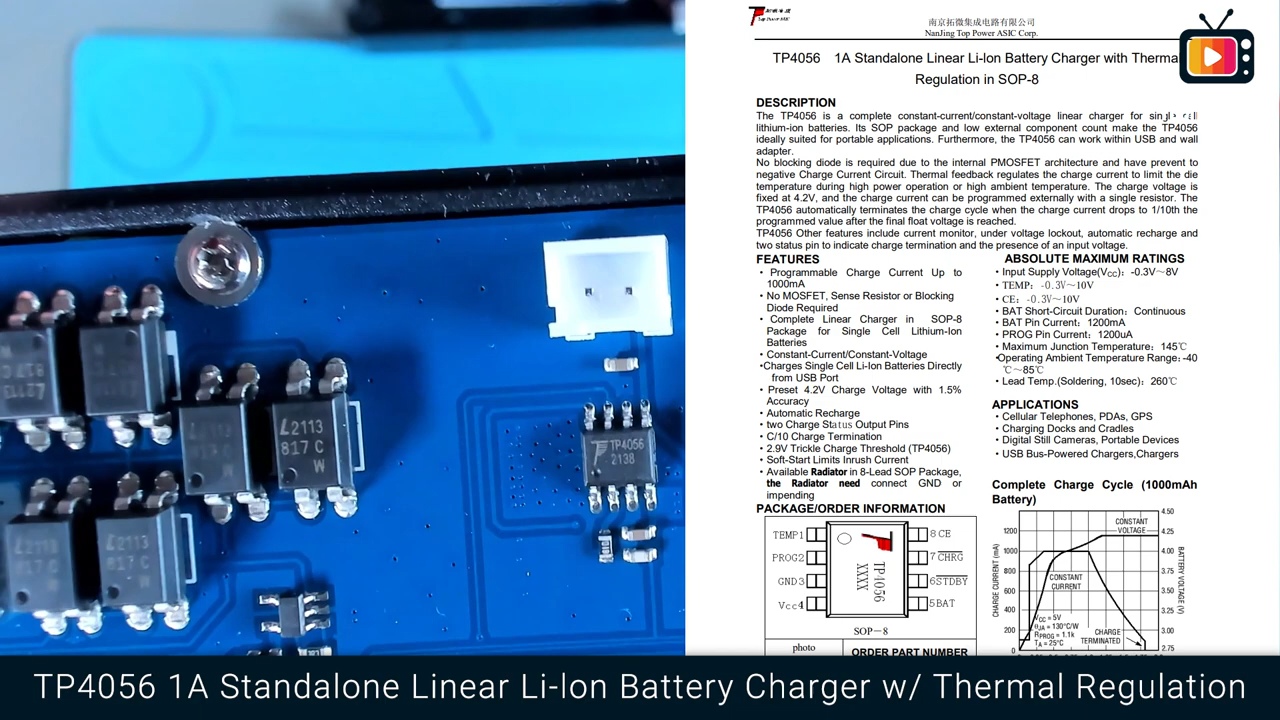 L2113
817 C
W
TP4056
2138
L2113
817 C
W
Top Power ASIC
南京拓微集成电路有限公司
NanJing Top Power ASIC Corp.
TP4056 1A Standalone Linear Li-lon Battery Charger with Therma
Regulation in SOP-8
DESCRIPTION
The TP4056 is a complete constant-current/constant-voltage linear charger for single cell
lithium-ion batteries. Its SOP package and low external component count make the TP4056
ideally suited for portable applications. Furthermore, the TP4056 can work within USB and wall
adapter.
No blocking diode is required due to the internal PMOSFET architecture and have prevent to
negative Charge Current Circuit. Thermal feedback regulates the charge current to limit the die
temperature during high power operation or high ambient temperature. The charge voltage is
fixed at 4.2V, and the charge current can be programmed externally with a single resistor. The
TP4056 automatically terminates the charge cycle when the charge current drops to 1/10th the
programmed value after the final float voltage is reached.
TP4056 Other features include current monitor, under voltage lockout, automatic recharge and
two status pin to indicate charge termination and the presence of an input voltage.
FEATURES
• Programmable Charge Current Up to
1000mA
• No MOSFET, Sense Resistor or Blocking
Diode Required
• Complete Linear Charger in SOP-8
Package for Single Cell Lithium-Ion
Batteries
• Constant-Current/Constant-Voltage
•Charges Single Cell Li-Ion Batteries Directly
from USB Port
• Preset 4.2V Charge Voltage with 1.5%
Accuracy
• Automatic Recharge
• two Charge Status Output Pins
• C/10 Charge Termination
• 2.9V Trickle Charge Threshold (TP4056)
• Soft-Start Limits Inrush Current
• Available Radiator in 8-Lead SOP Package,
the Radiator need connect GND or
impending
PACKAGE/ORDER INFORMATION
TEMP1
PROG2
GND3
Vcc4
TP4056
XXXX
8CE
7CHRG
6STDBY
5BAT
SOP-8
photo
ORDER PART NUMBER
ABSOLUTE MAXIMUM RATINGS
• Input Supply Voltage(VCC): -0.3V～8V
• TEMP: -0.3V～10V
• CE: -0.3V～10V
• BAT Short-Circuit Duration: Continuous
• BAT Pin Current: 1200mA
• PROG Pin Current: 1200uA
• Maximum Junction Temperature: 145℃
•Operating Ambient Temperature Range: -40
℃～85℃
• Lead Temp.(Soldering, 10sec): 260℃
APPLICATIONS
• Cellular Telephones, PDAs, GPS
• Charging Docks and Cradles
• Digital Still Cameras, Portable Devices
• USB Bus-Powered Chargers,Chargers
Complete Charge Cycle (1000mAh
Battery)
CHARGE CURRENT (mA)
1200
1000
800
600
400
200
0
CONSTANT
VOLTAGE
CONSTANT
CURRENT
VCC = 5V
θJA = 130°C/W
RPROG = 1.1k
TA = 25°C
CHARGE
TERMINATED
4.50
4.25
4.00
3.75
3.50
3.25
3.00
2.75
BATTERY VOLTAGE (V)
TP4056 1A Standalone Linear Li-Ion Battery Charger w/ Thermal Regulation